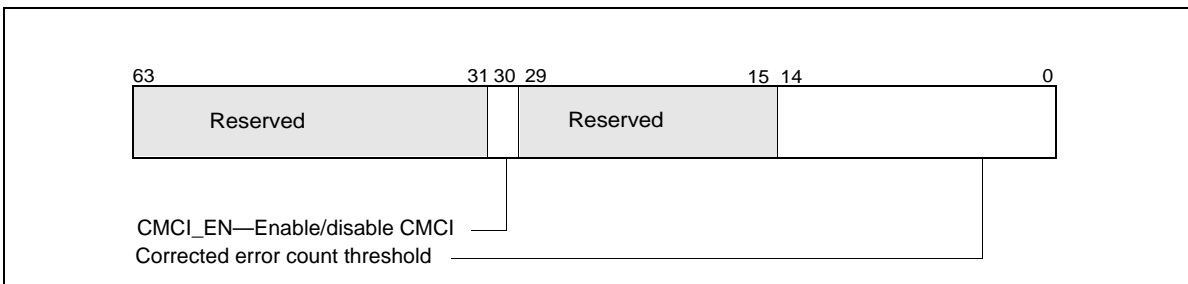 63 31 30 29 15 14 0
Reserved Reserved
CMCI_EN—Enable/disable CMCI
Corrected error count threshold